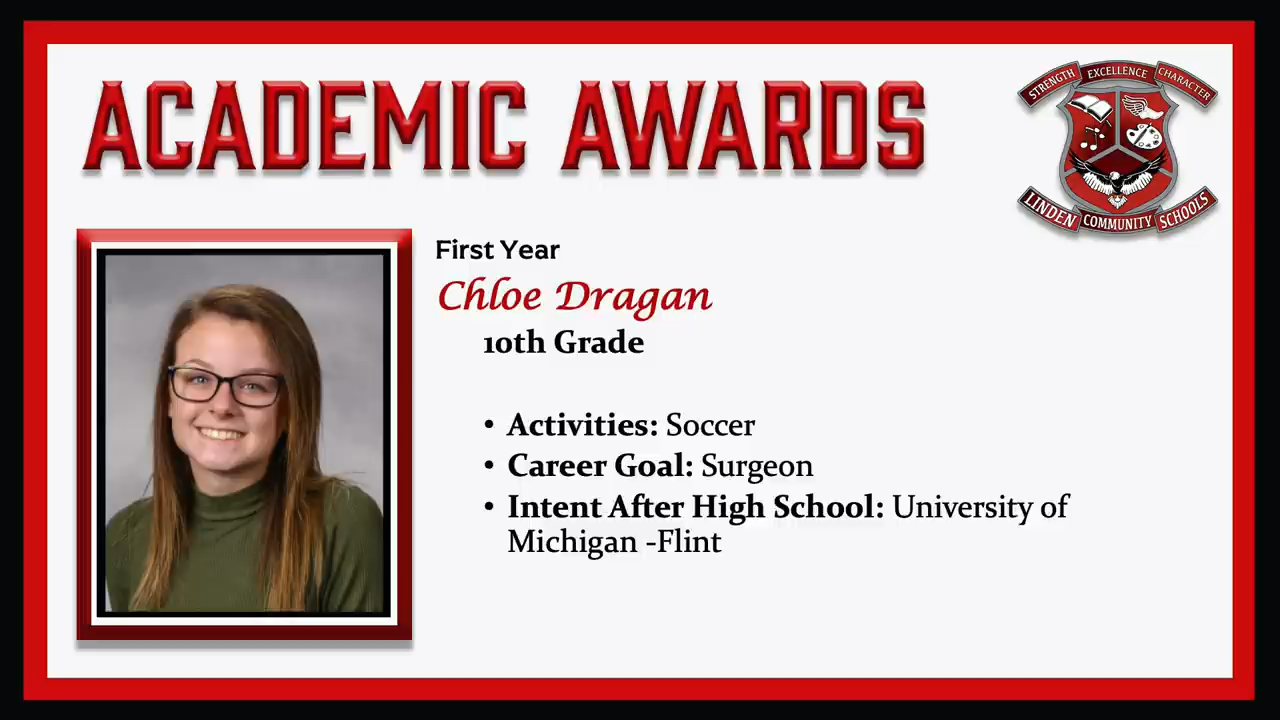 ACADEMIC AWARDS
STRENGTH EXCELLENCE CHARACTER
LINDEN COMMUNITY SCHOOLS
First Year
Chloe Dragan
10th Grade
• Activities: Soccer
• Career Goal: Surgeon
• Intent After High School: University of
Michigan -Flint